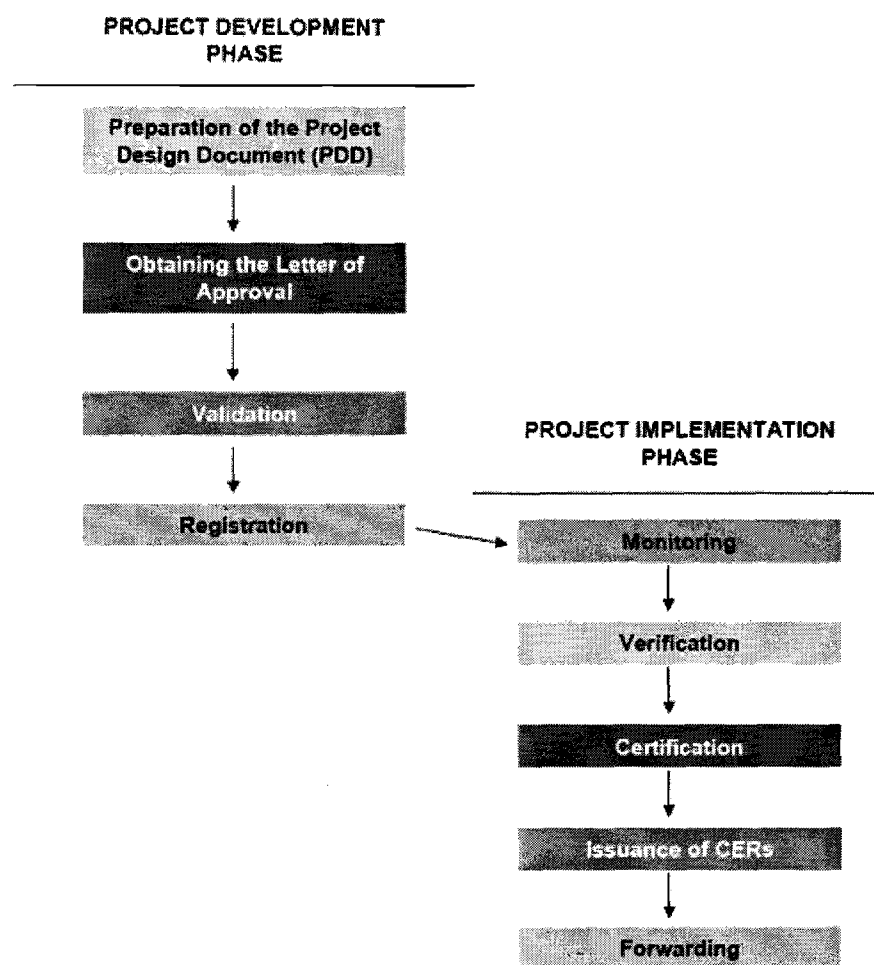 PROJECT DEVELOPMENT
PHASE
Preparation of the Project
Design Document (PDD)
Obtaining the Letter of
Approval
Validation
Registration
PROJECT IMPLEMENTATION
PHASE
Monitoring
Verification
Certification
Issuance of CERs
Forwarding